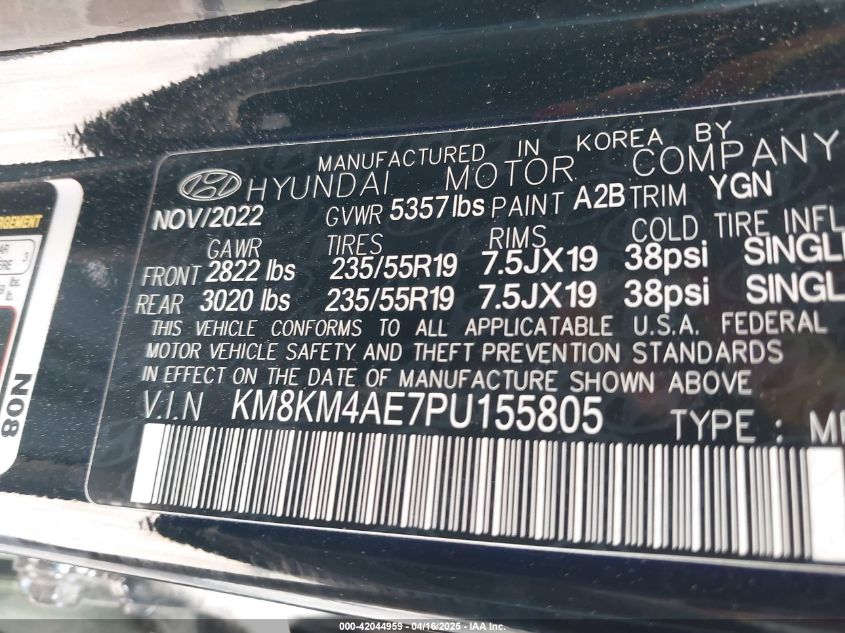 MANUFACTURED IN KOREA BY
HYUNDAI MOTOR COMPANY
NOV/2022 GVWR 5357lbs PAINT A2B TRIM YGN
GAWR TIRES RIMS COLD TIRE INFL
FRONT 2822 lbs 235/55R19 7.5JX19 38psi SINGL
REAR 3020 lbs 235/55R19 7.5JX19 38psi SINGL
THIS VEHICLE CONFORMS TO ALL APPLICATABLE U.S.A. FEDERAL
MOTOR VEHICLE SAFETY AND THEFT PREVENTION STANDARDS
IN EFFECT ON THE DATE OF MANUFACTURE SHOWN ABOVE
V.I.N KM8KM4AE7PU155805 TYPE : M
N08
000-42044959 - 04/16/2025 - IAA Inc.